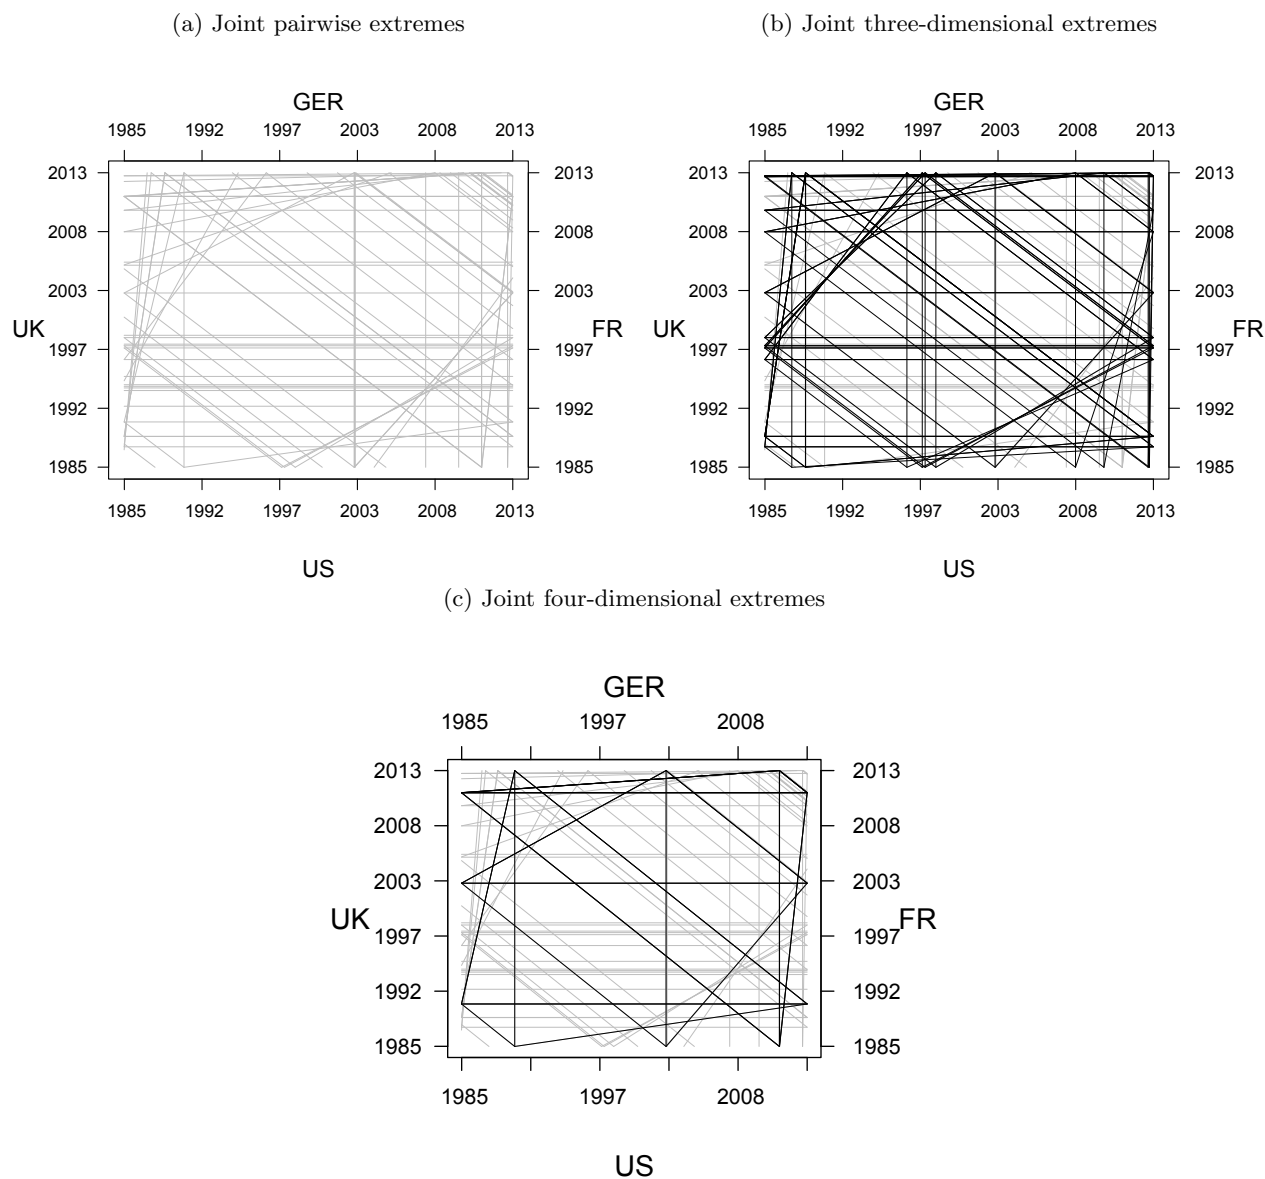 (a) Joint pairwise extremes
(b) Joint three-dimensional extremes
GER
1985 1992 1997 2003 2008 2013
2013 2013
2008 2008
2003 2003
UK FR
1997 1997
1992 1992
1985 1985
1985 1992 1997 2003 2008 2013
US
GER
1985 1992 1997 2003 2008 2013
2013 2013
2008 2008
2003 2003
UK FR
1997 1997
1992 1992
1985 1985
1985 1992 1997 2003 2008 2013
US
(c) Joint four-dimensional extremes
GER
1985 1997 2008
2013 2013
2008 2008
2003 2003
UK FR
1997 1997
1992 1992
1985 1985
1985 1997 2008
US